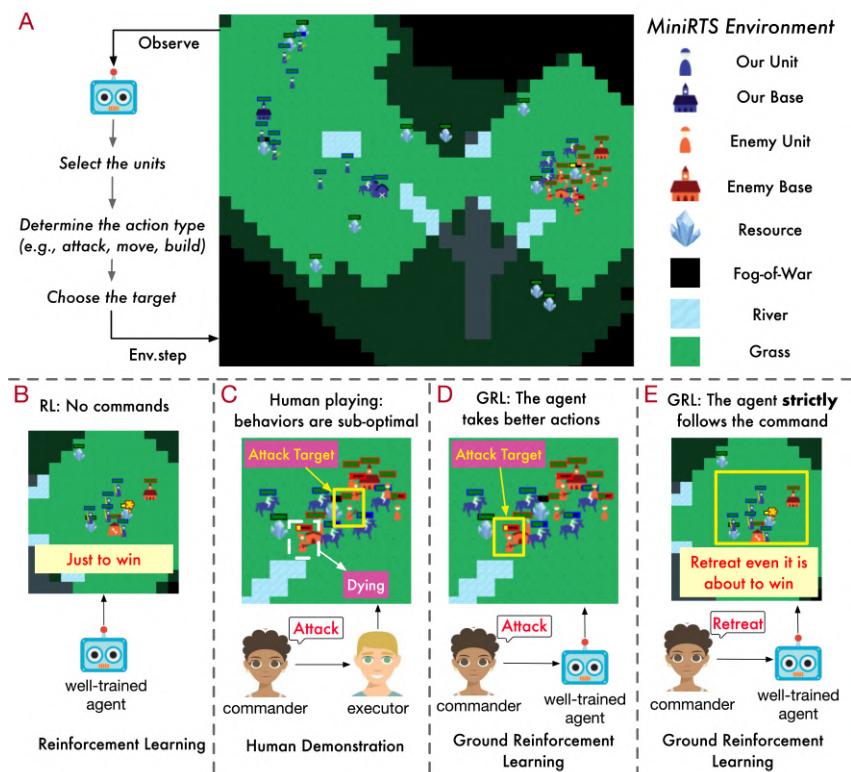 A
Observe
Select the units
Determine the action type
(e.g., attack, move, build)
Choose the target
Env.step
MiniRTS Environment
Our Unit
Our Base
Enemy Unit
Enemy Base
Resource
Fog-of-War
River
Grass
B
RL: No commands
Just to win
well-trained
agent
Reinforcement Learning
C
Human playing:
behaviors are sub-optimal
Attack Target
Dying
Attack
commander
executor
Human Demonstration
D
GRL: The agent
takes better actions
Attack Target
Attack
commander
well-trained
agent
Ground Reinforcement
Learning
E
GRL: The agent strictly
follows the command
Retreat even it is
about to win
Retreat
commander
well-trained
agent
Ground Reinforcement
Learning